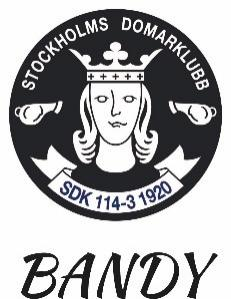 STOCKHOLMS DOMARKLUBB
SDK 114-3 1920
BANDY